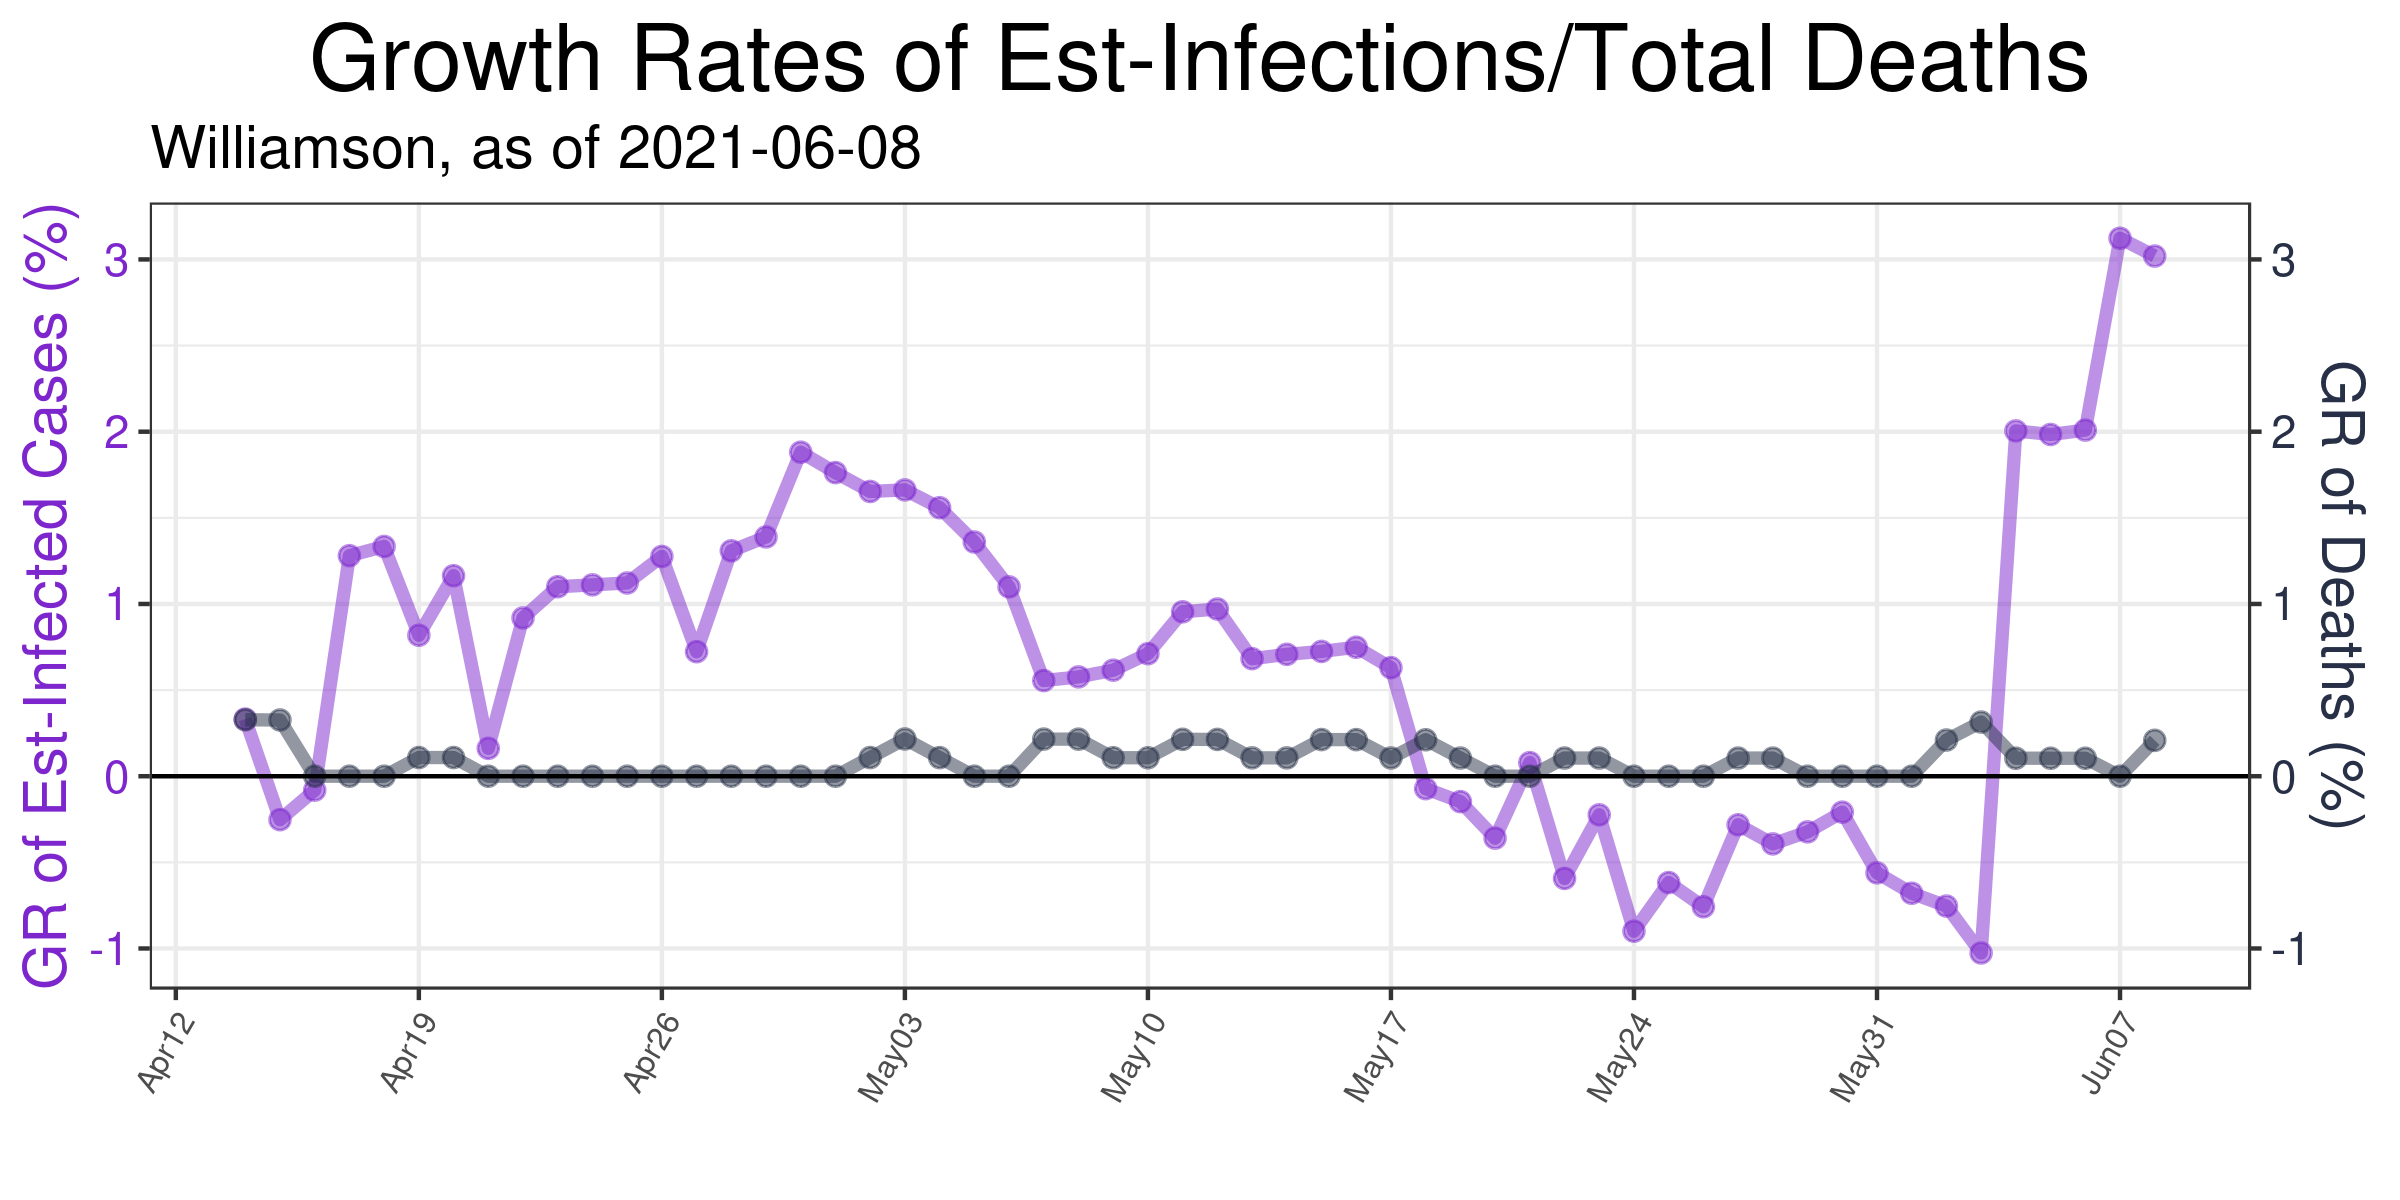 Growth Rates of Est-Infections/Total Deaths
Williamson, as of 2021-06-08
GR of Est-Infected Cases (%)
3
2
1
0
-1
3
2
1
0
-1
GR of Deaths (%)
Apr12
Apr19
Apr26
May03
May10
May17
May24
May31
Jun07